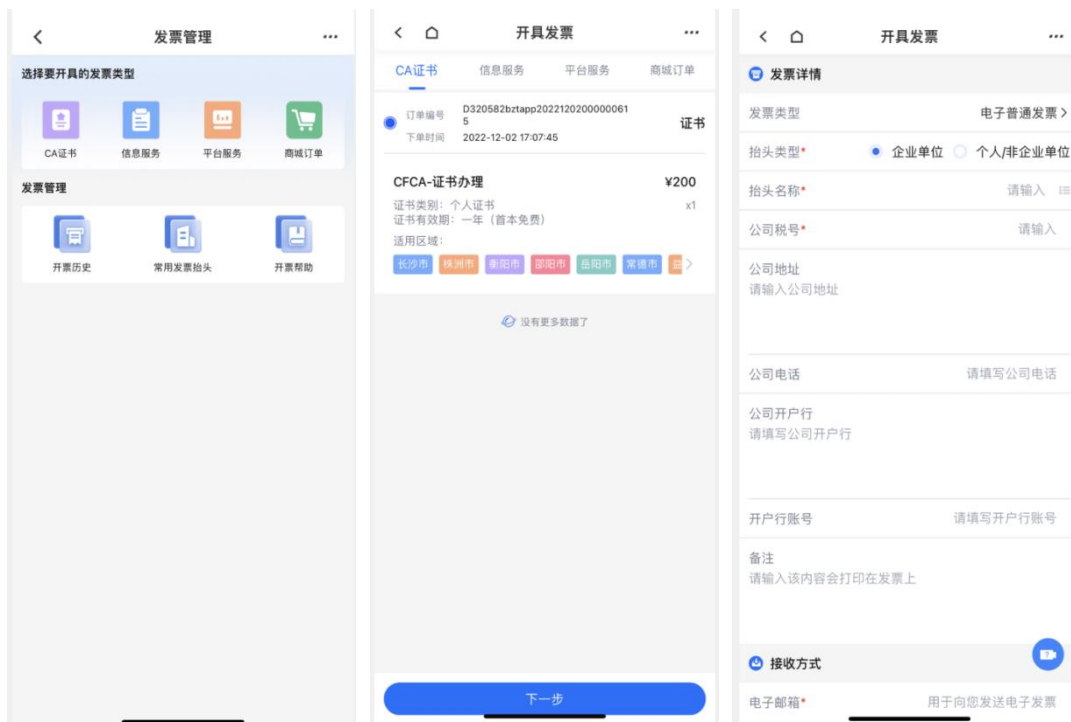 发票管理
选择要开具的发票类型
CA证书
信息服务
平台服务
商城订单
发票管理
开票历史
常用发票抬头
开票帮助
开具发票
CA证书 信息服务 平台服务 商城订单
订单编号 D320582bztapp2022120200000061
5
证书
下单时间 2022-12-02 17:07:45
CFCA-证书办理 ¥200
证书类别: 个人证书 x1
证书有效期: 一年（首本免费）
适用区域:
长沙市 株洲市 衡阳市 邵阳市 岳阳市 常德市 益
没有更多数据了
下一步
开具发票
发票详情
发票类型 电子普通发票
抬头类型* 企业单位 个人/非企业单位
抬头名称* 请输入
公司税号* 请输入
公司地址
请输入公司地址
公司电话 请填写公司电话
公司开户行
请填写公司开户行
开户行账号 请填写开户行账号
备注
请输入该内容会打印在发票上
接收方式
电子邮箱* 用于向您发送电子发票